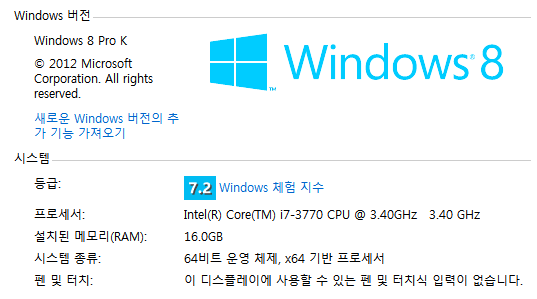 Windows 버전
Windows 8 Pro K
© 2012 Microsoft
Corporation. All rights
reserved.
Windows® 8
새로운 Windows 버전의 추
가 기능 가져오기
시스템
등급: 7.2 Windows 체험 지수
프로세서: Intel(R) Core(TM) i7-3770 CPU @ 3.40GHz 3.40 GHz
설치된 메모리(RAM): 16.0GB
시스템 종류: 64비트 운영 체제, x64 기반 프로세서
펜 및 터치: 이 디스플레이에 사용할 수 있는 펜 및 터치식 입력이 없습니다.